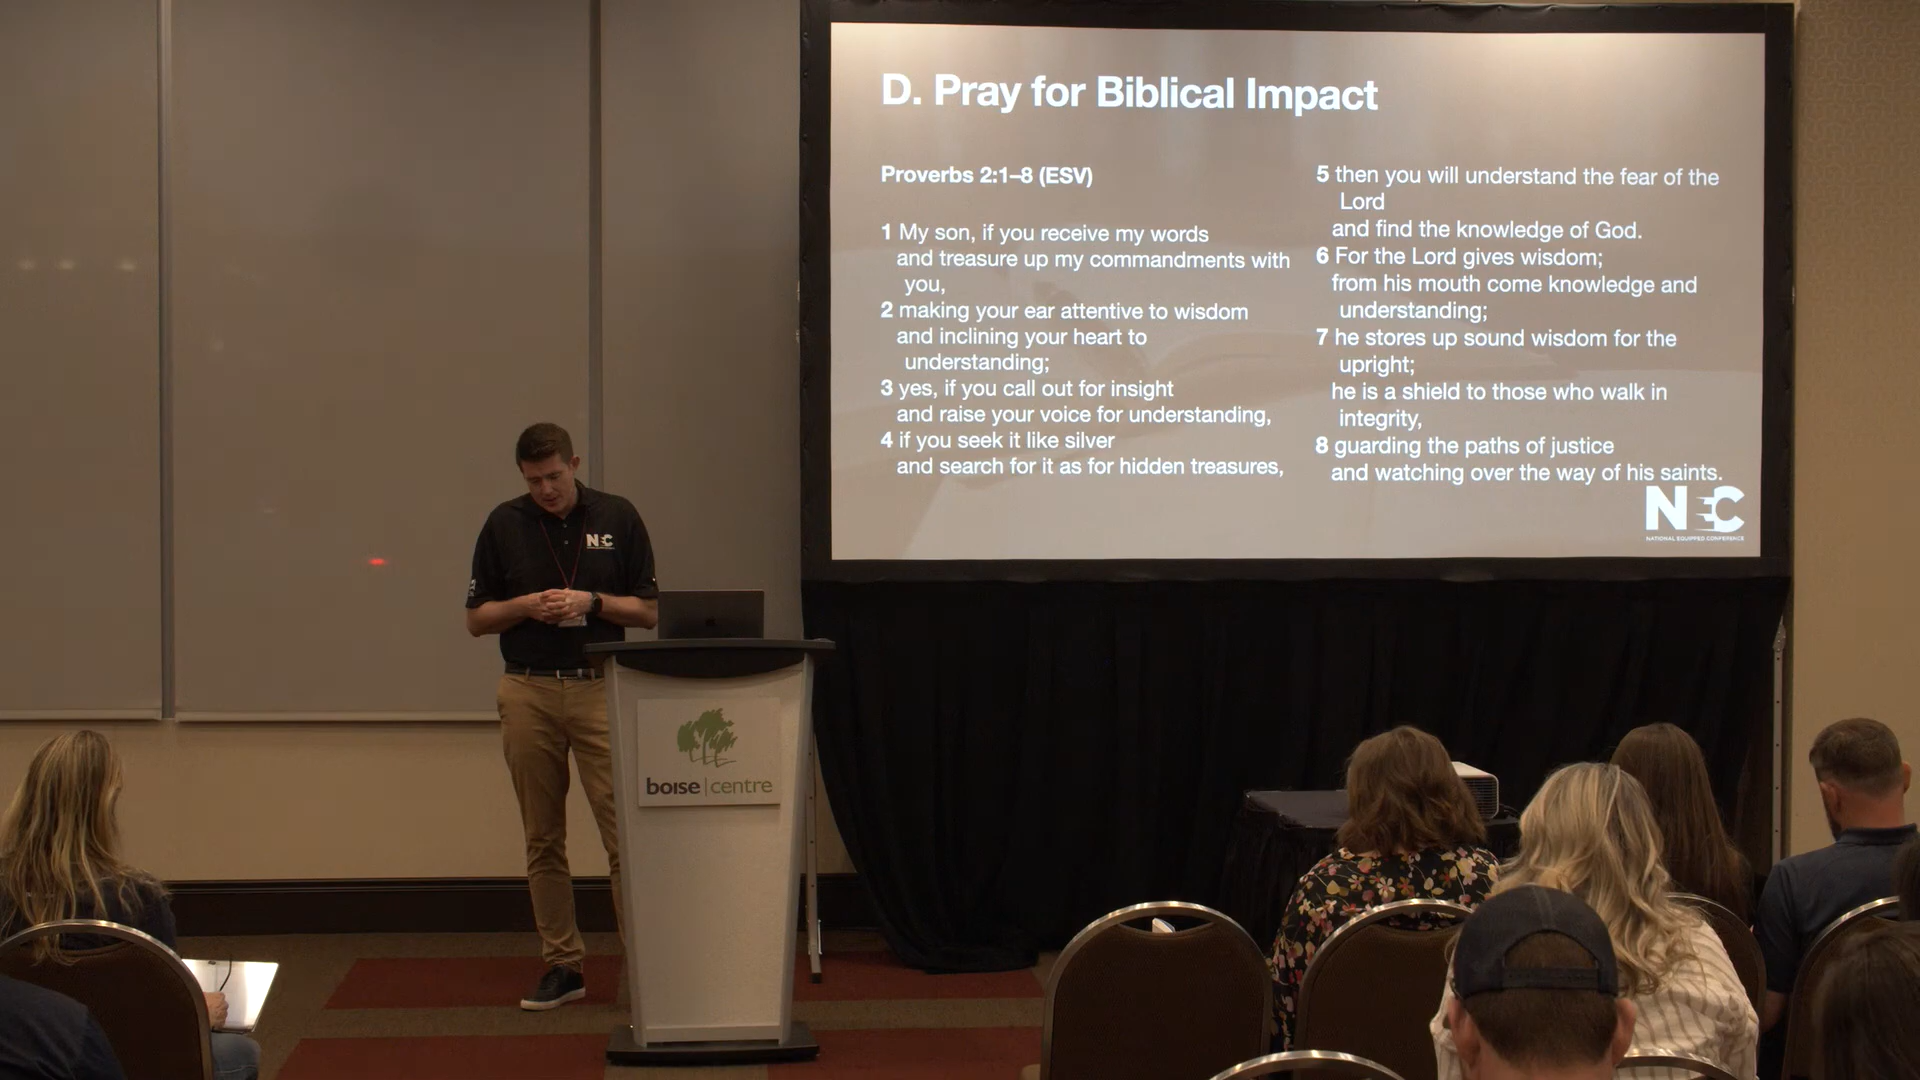 D. Pray for Biblical Impact
Proverbs 2:1–8 (ESV)
1 My son, if you receive my words
and treasure up my commandments with
you,
2 making your ear attentive to wisdom
and inclining your heart to
understanding;
3 yes, if you call out for insight
and raise your voice for understanding,
4 if you seek it like silver
and search for it as for hidden treasures,
5 then you will understand the fear of the
Lord
and find the knowledge of God.
6 For the Lord gives wisdom;
from his mouth come knowledge and
understanding;
7 he stores up sound wisdom for the
upright;
he is a shield to those who walk in
integrity,
8 guarding the paths of justice
and watching over the way of his saints.
NEC
NATIONAL EQUIPPED CONFERENCE
NEC
boise | centre